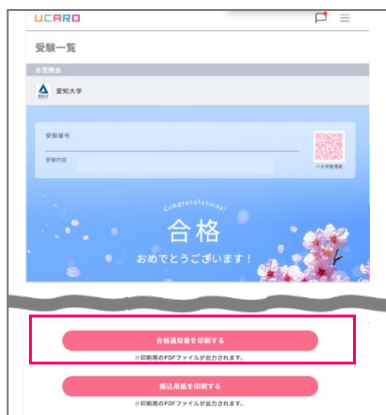 UCARO
受験一覧
合否照会
愛知大学
受験番号
受験内容
Congratulations!
合格
おめでとうございます！
合格通知書を印刷する
※印刷用のPDFファイルが出力されます。
振込用紙を印刷する
※印刷用のPDFファイルが出力されます。